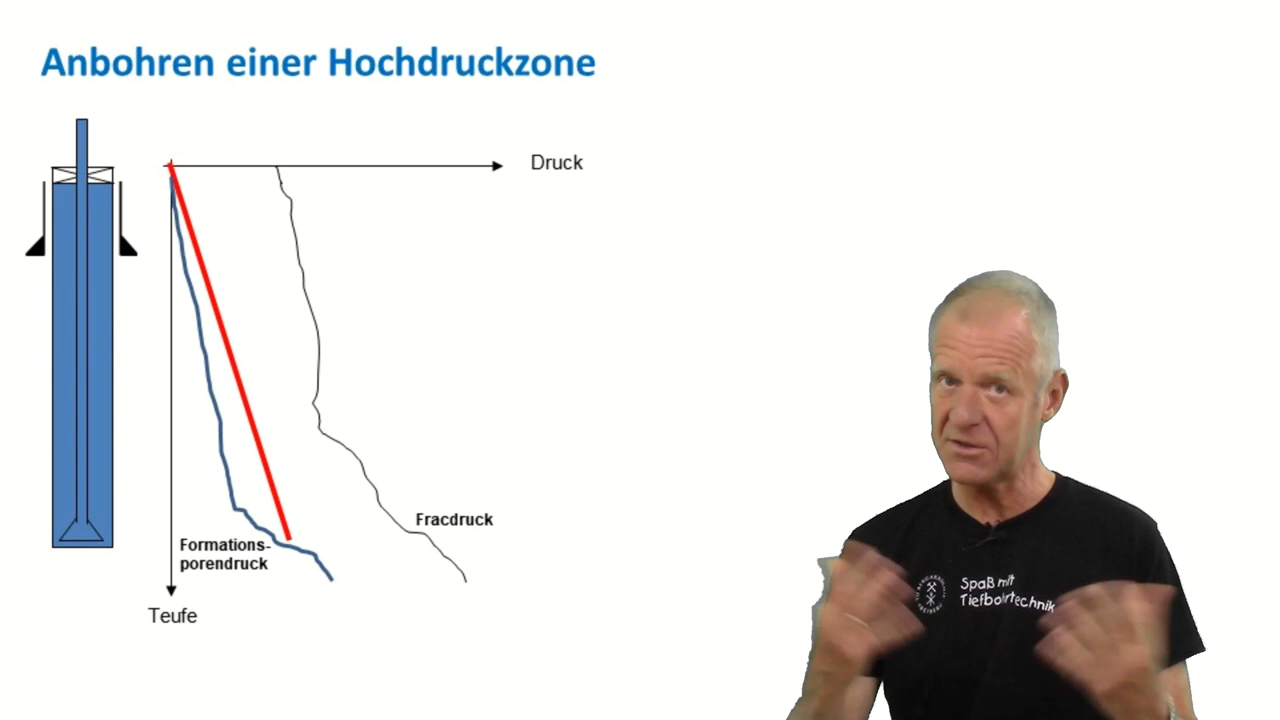 Anbohren einer Hochdruckzone
Druck
Fracdruck
Formations-
porendruck
Teufe
Spaß mit
Tiefbohrtechnik